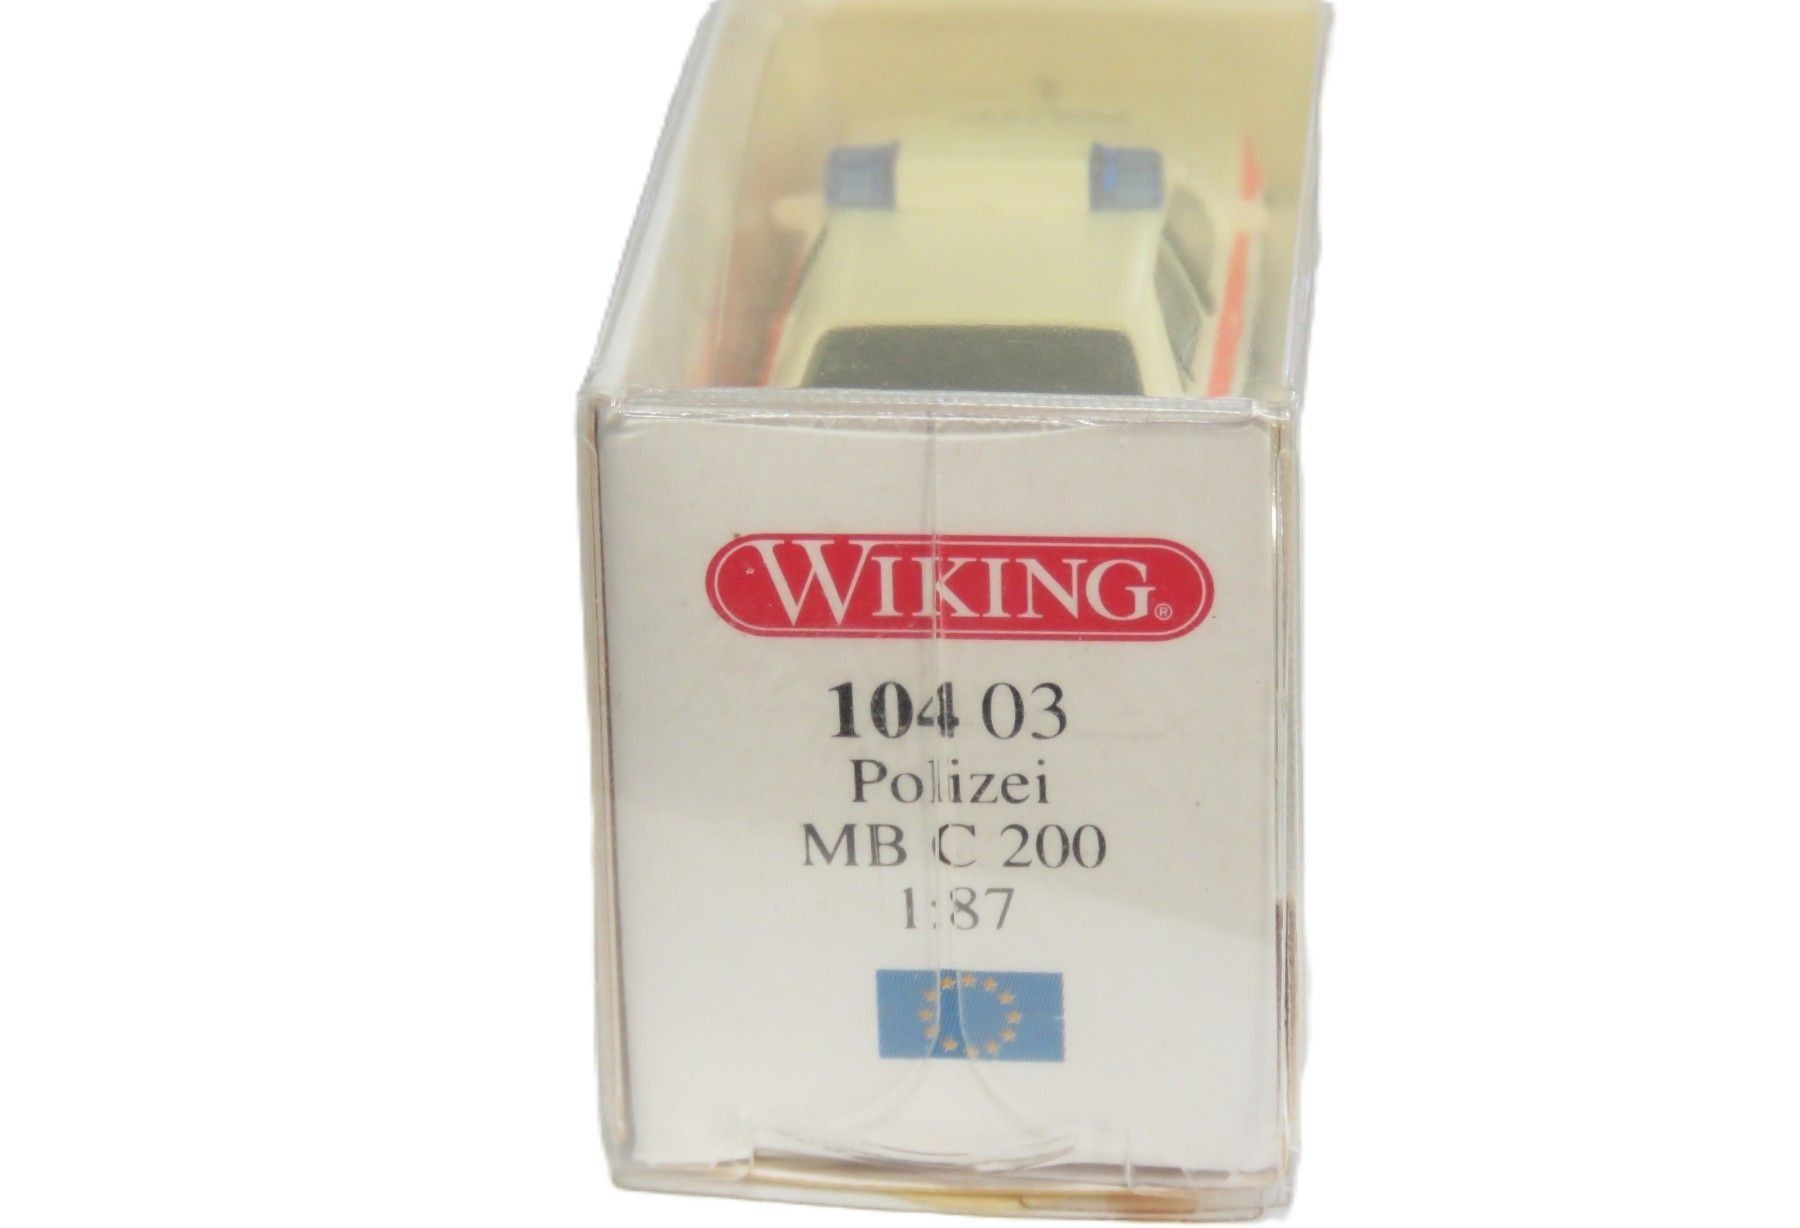 WIKING®
104 03
Polizei
MB C 200
1:87